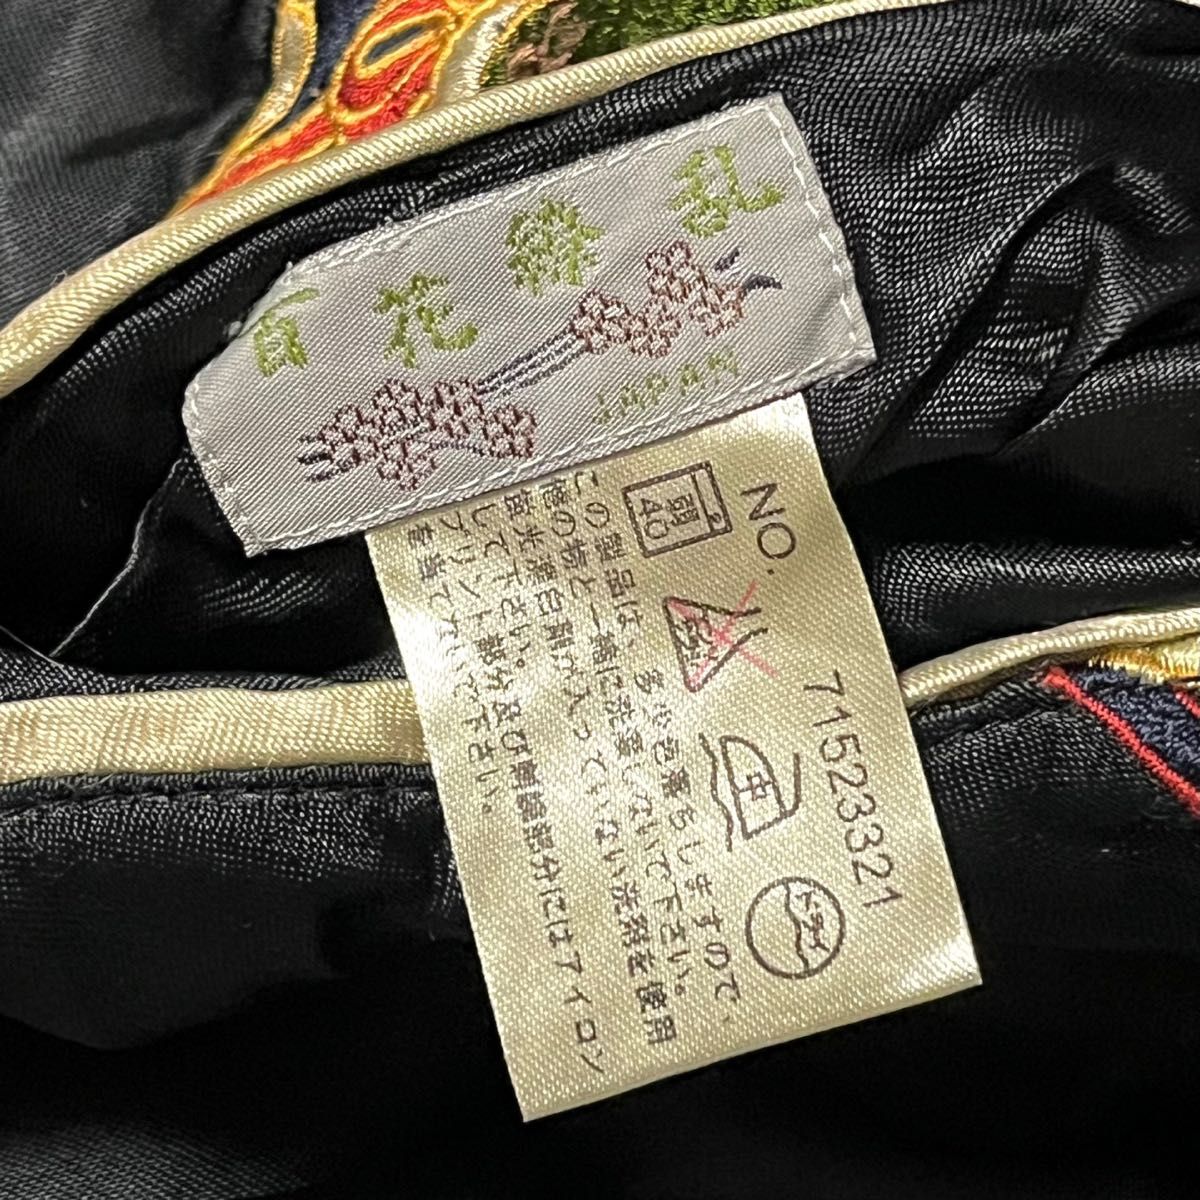 百花繚乱
JAPAN
NO. 71523321
弱
40
中
ドライ
この製品は、多少色落ちしますので、
他の物と一緒に洗濯しないで下さい。
蛍光増白剤が入っていない洗剤を使用
して下さい。
プリント部分及び刺繍部分にはアイロン
を当てないで下さい。